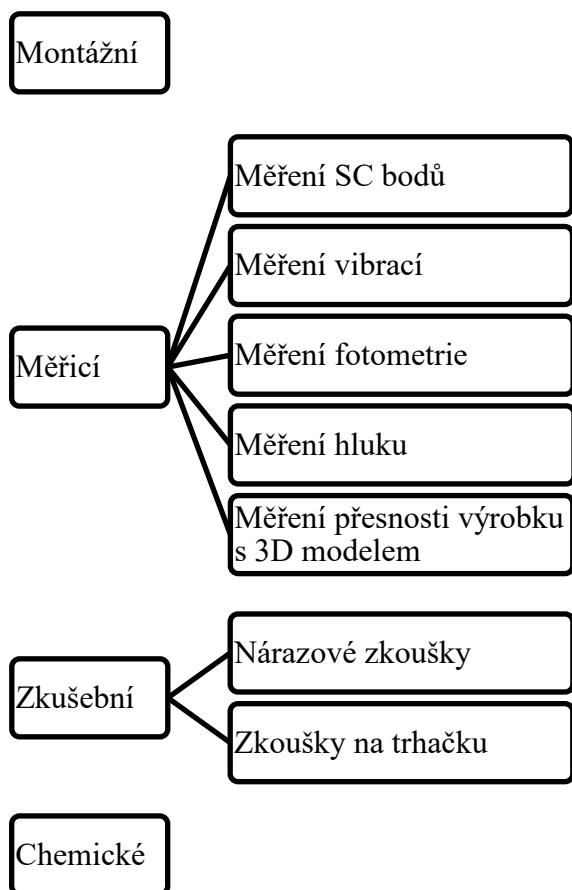 Montážní
Měření SC bodů
Měření vibrací
Měřicí
Měření fotometrie
Měření hluku
Měření přesnosti výrobku
s 3D modelem
Zkušební
Nárazové zkoušky
Zkoušky na trhačku
Chemické